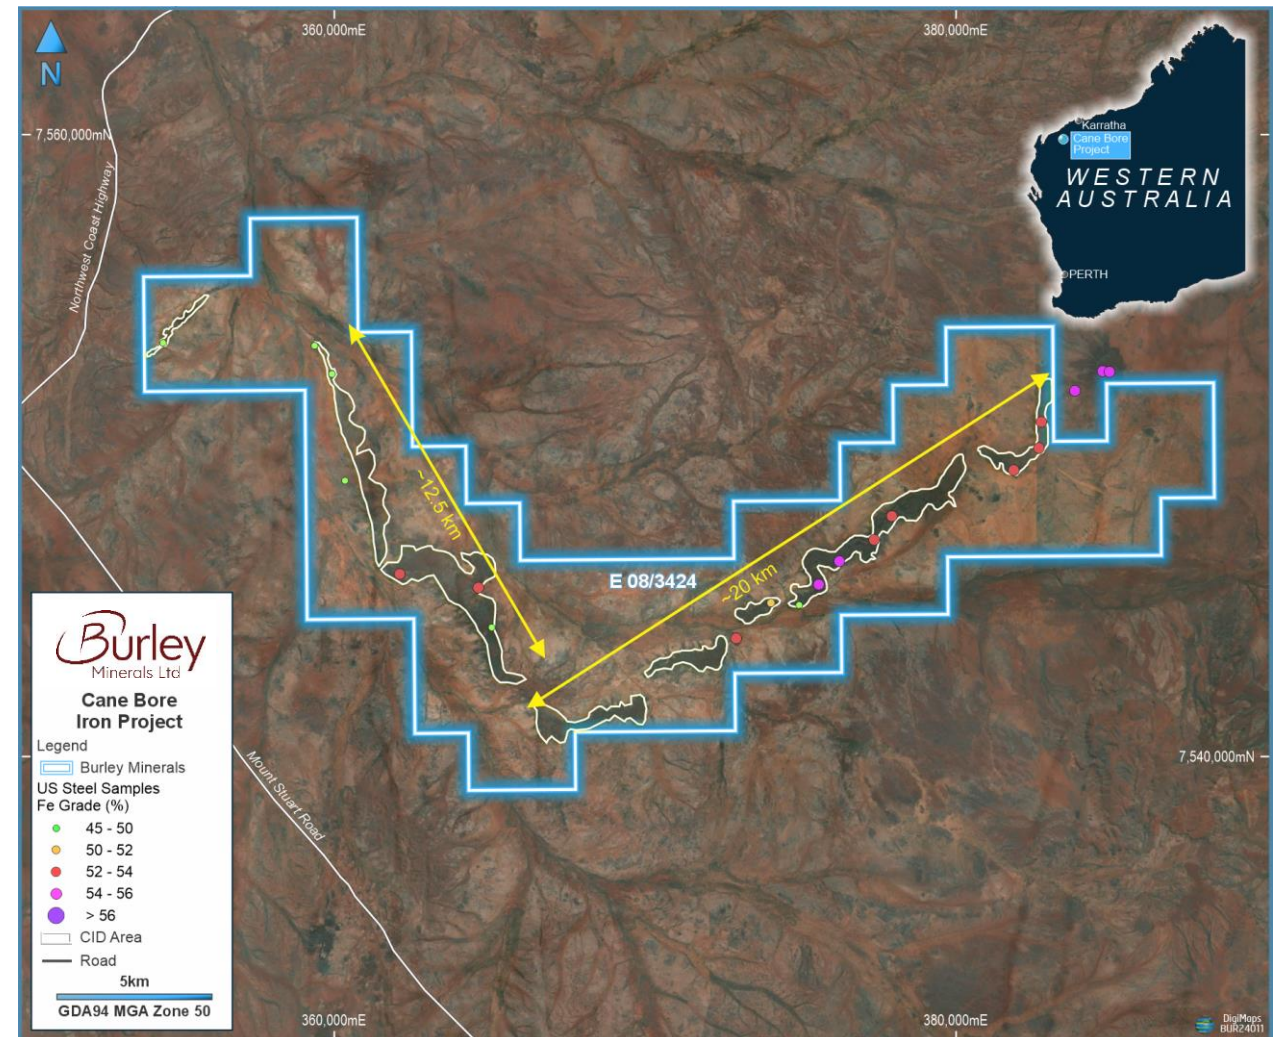 360,000mE
380,000mE
N
7,560,000mN
Karratha
Cane Bore
Project
WESTERN
AUSTRALIA
PERTH
Northwest Coast Highway
~12.5 km
E 08/3424
~20 km
Burley
Minerals Ltd
Cane Bore
Iron Project
Legend
Burley Minerals
US Steel Samples
Fe Grade (%)
45 - 50
50 - 52
52 - 54
54 - 56
> 56
CID Area
Road
5km
GDA94 MGA Zone 50
Mount Stuart Road
7,540,000mN
360,000mE
380,000mE
DigiMaps
BUR24011